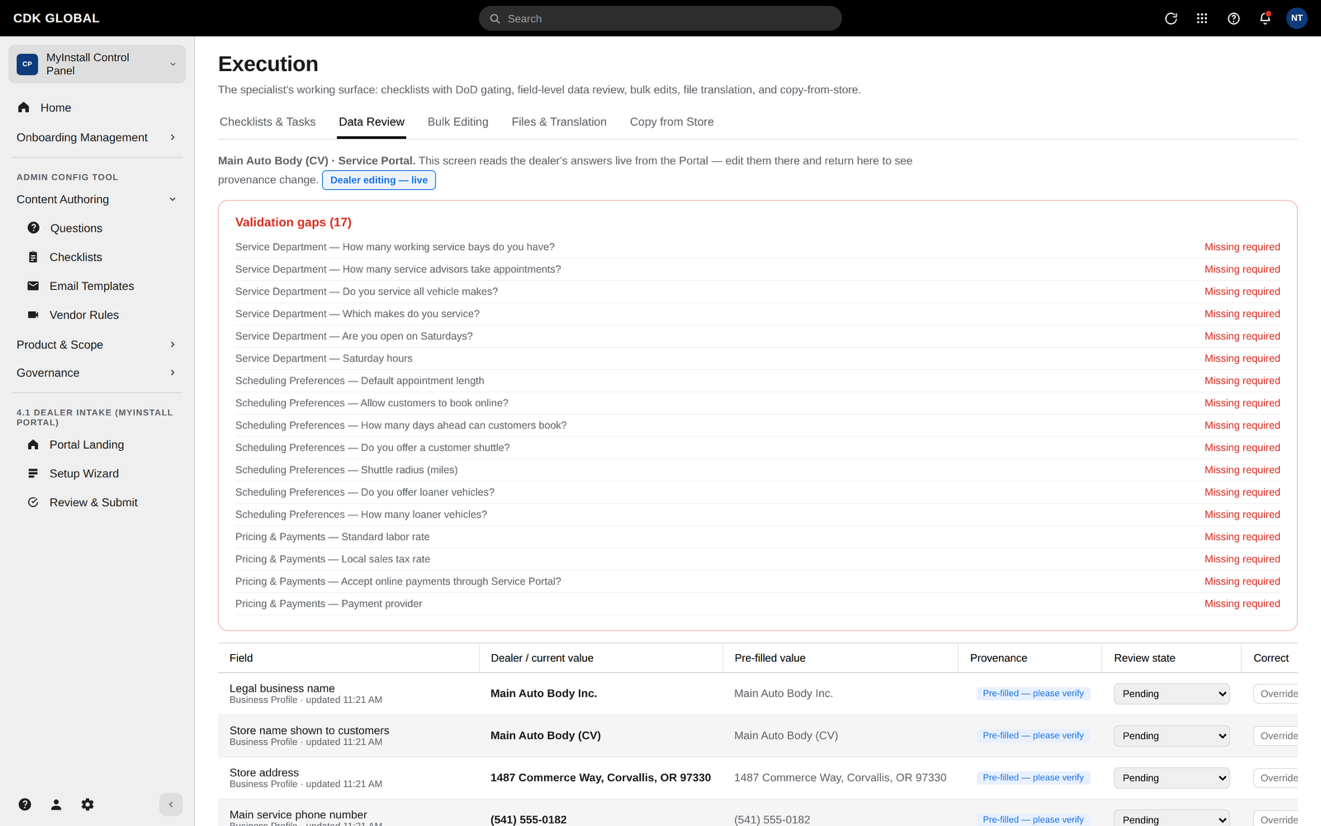 CDK GLOBAL
Search
NT
CP
MyInstall Control
Panel
Home
Onboarding Management
ADMIN CONFIG TOOL
Content Authoring
Questions
Checklists
Email Templates
Vendor Rules
Product & Scope
Governance
4.1 DEALER INTAKE (MYINSTALL
PORTAL)
Portal Landing
Setup Wizard
Review & Submit
Execution
The specialist's working surface: checklists with DoD gating, field-level data review, bulk edits, file translation, and copy-from-store.
Checklists & Tasks Data Review Bulk Editing Files & Translation Copy from Store
Main Auto Body (CV) · Service Portal. This screen reads the dealer's answers live from the Portal — edit them there and return here to see
provenance change. Dealer editing — live
Validation gaps (17)
Service Department — How many working service bays do you have? Missing required
Service Department — How many service advisors take appointments? Missing required
Service Department — Do you service all vehicle makes? Missing required
Service Department — Which makes do you service? Missing required
Service Department — Are you open on Saturdays? Missing required
Service Department — Saturday hours Missing required
Scheduling Preferences — Default appointment length Missing required
Scheduling Preferences — Allow customers to book online? Missing required
Scheduling Preferences — How many days ahead can customers book? Missing required
Scheduling Preferences — Do you offer a customer shuttle? Missing required
Scheduling Preferences — Shuttle radius (miles) Missing required
Scheduling Preferences — Do you offer loaner vehicles? Missing required
Scheduling Preferences — How many loaner vehicles? Missing required
Pricing & Payments — Standard labor rate Missing required
Pricing & Payments — Local sales tax rate Missing required
Pricing & Payments — Accept online payments through Service Portal? Missing required
Pricing & Payments — Payment provider Missing required
Field Dealer / current value Pre-filled value Provenance Review state Correct
Legal business name
Business Profile · updated 11:21 AM
Main Auto Body Inc. Main Auto Body Inc. Pre-filled — please verify Pending Override
Store name shown to customers
Business Profile · updated 11:21 AM
Main Auto Body (CV) Main Auto Body (CV) Pre-filled — please verify Pending Override
Store address
Business Profile · updated 11:21 AM
1487 Commerce Way, Corvallis, OR 97330 1487 Commerce Way, Corvallis, OR 97330 Pre-filled — please verify Pending Override
Main service phone number
Business Profile · updated 11:21 AM
(541) 555-0182 (541) 555-0182 Pre-filled — please verify Pending Override